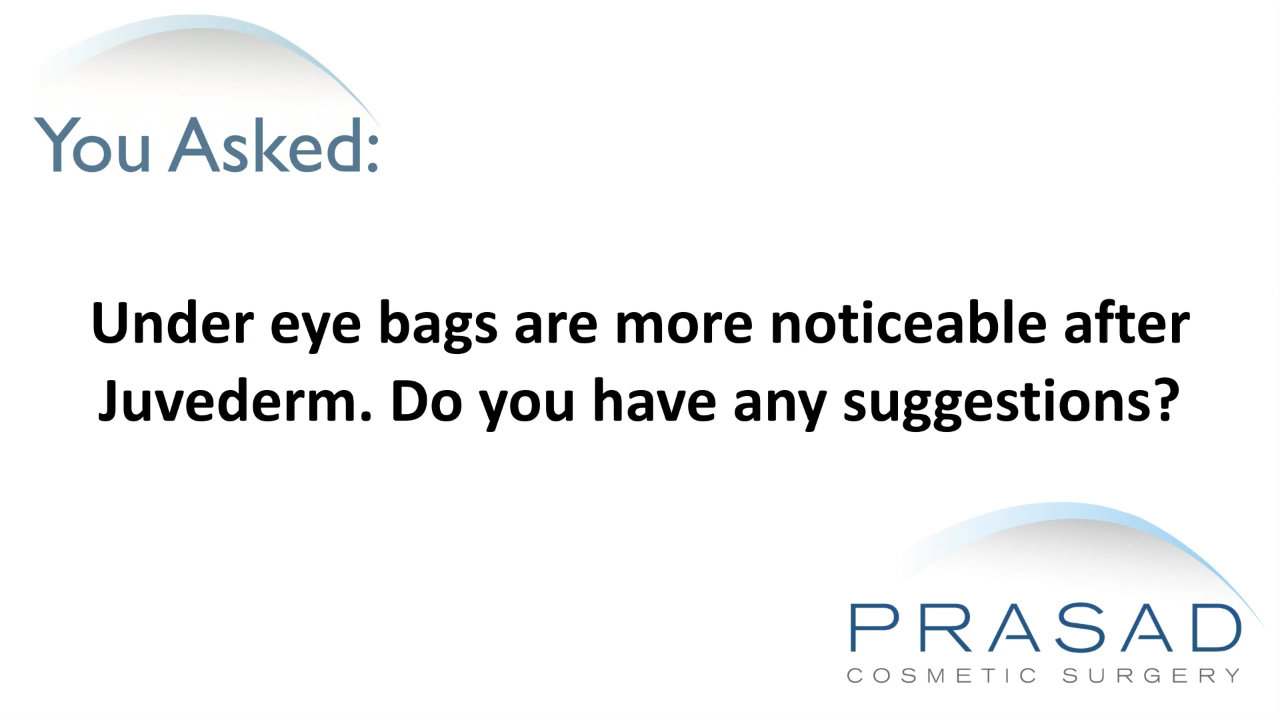 You Asked:
Under eye bags are more noticeable after
Juvederm. Do you have any suggestions?
PRASAD
COSMETIC SURGERY